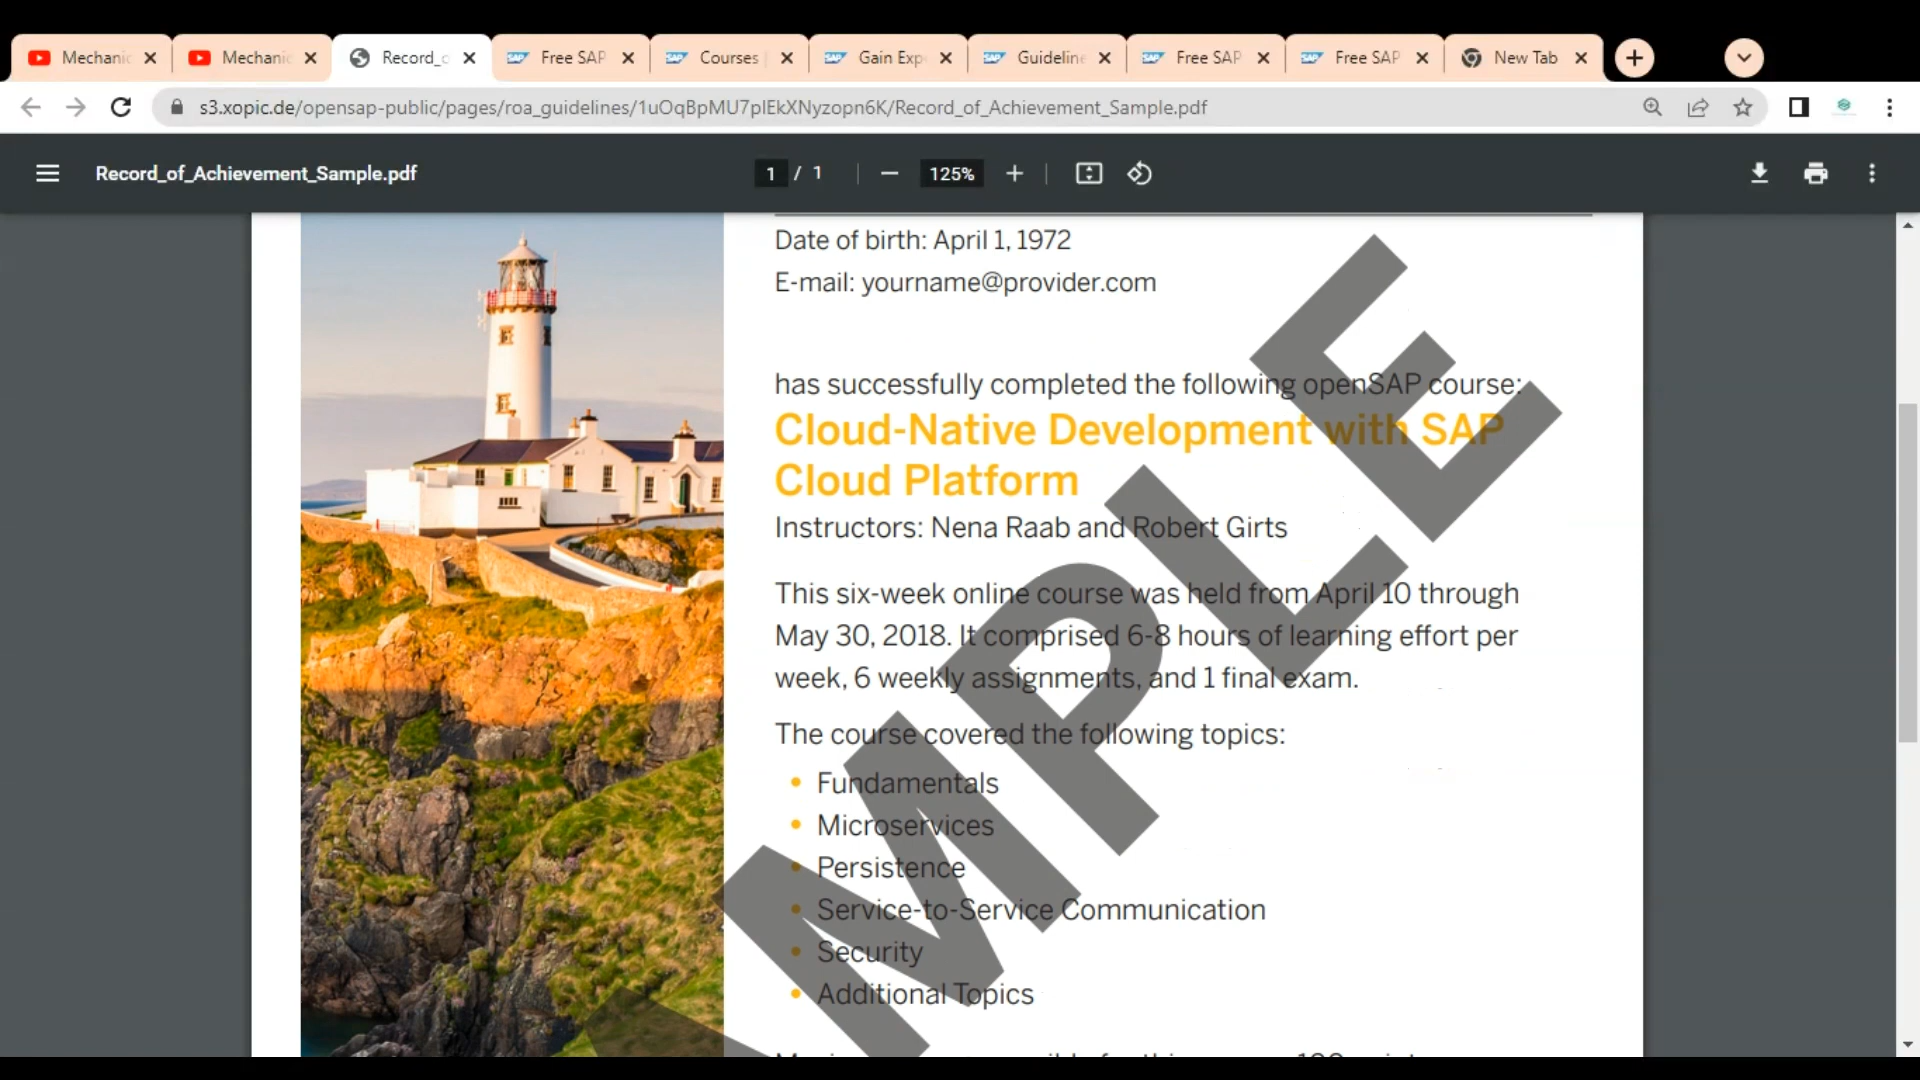 Mechanic
Mechanic
Record_o
Free SAP
Courses
Gain Exp
Guideline
Free SAP
Free SAP
New Tab
s3.xopic.de/opensap-public/pages/roa_guidelines/1uOqBpMU7plEkXNyzopn6K/Record_of_Achievement_Sample.pdf
Record_of_Achievement_Sample.pdf
1 / 1
125%
Date of birth: April 1, 1972
E-mail: yourname@provider.com
has successfully completed the following openSAP course:
Cloud-Native Development with SAP
Cloud Platform
Instructors: Nena Raab and Robert Girts
This six-week online course was held from April 10 through
May 30, 2018. It comprised 6-8 hours of learning effort per
week, 6 weekly assignments, and 1 final exam.
The course covered the following topics:
• Fundamentals
• Microservices
• Persistence
• Service-to-Service Communication
• Security
• Additional Topics
AMPLE